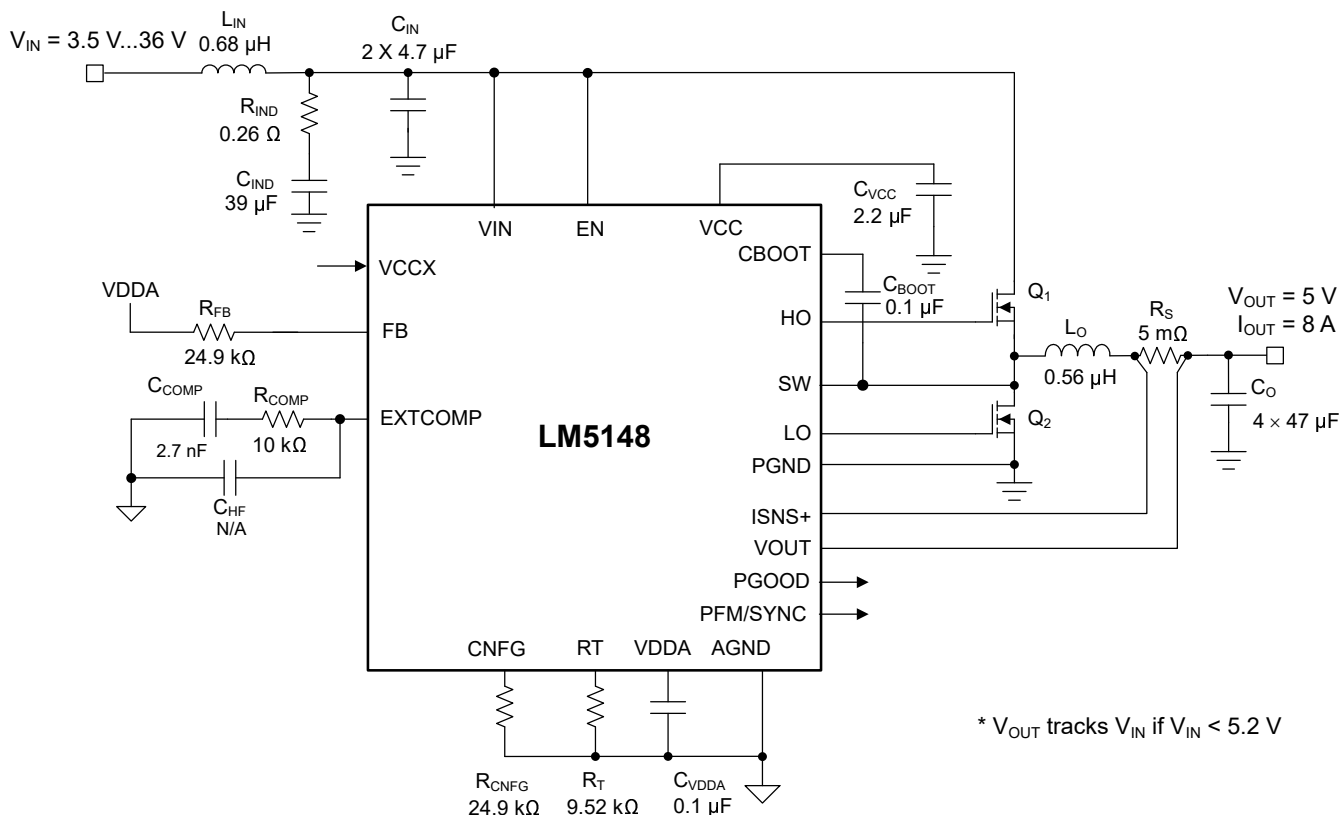 V_IN = 3.5 V...36 V
L_IN
0.68 µH
C_IN
2 X 4.7 µF
R_IND
0.26 Ω
C_IND
39 µF
VIN
EN
VCC
C_VCC
2.2 µF
CBOOT
C_BOOT
0.1 µF
VCCX
VDDA
R_FB
24.9 kΩ
FB
HO
Q₁
V_OUT = 5 V
I_OUT = 8 A
L_O
0.56 µH
R_S
5 mΩ
SW
C_O
4 × 47 µF
C_COMP
2.7 nF
R_COMP
10 kΩ
EXTCOMP
LM5148
LO
Q₂
C_HF
N/A
PGND
ISNS+
VOUT
PGOOD
PFM/SYNC
CNFG
RT
VDDA
AGND
R_CNFG
24.9 kΩ
R_T
9.52 kΩ
C_VDDA
0.1 µF
* V_OUT tracks V_IN if V_IN < 5.2 V